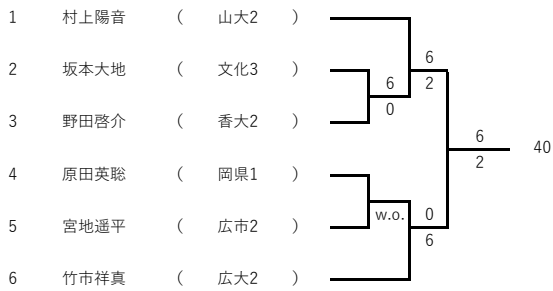 1 村上陽音 ( 山大2 )
6
2 坂本大地 ( 文化3 )
6 2
0
3 野田啓介 ( 香大2 )
6 40
2
4 原田英聡 ( 岡県1 )
w.o. 0
5 宮地遥平 ( 広市2 )
6
6 竹市祥真 ( 広大2 )